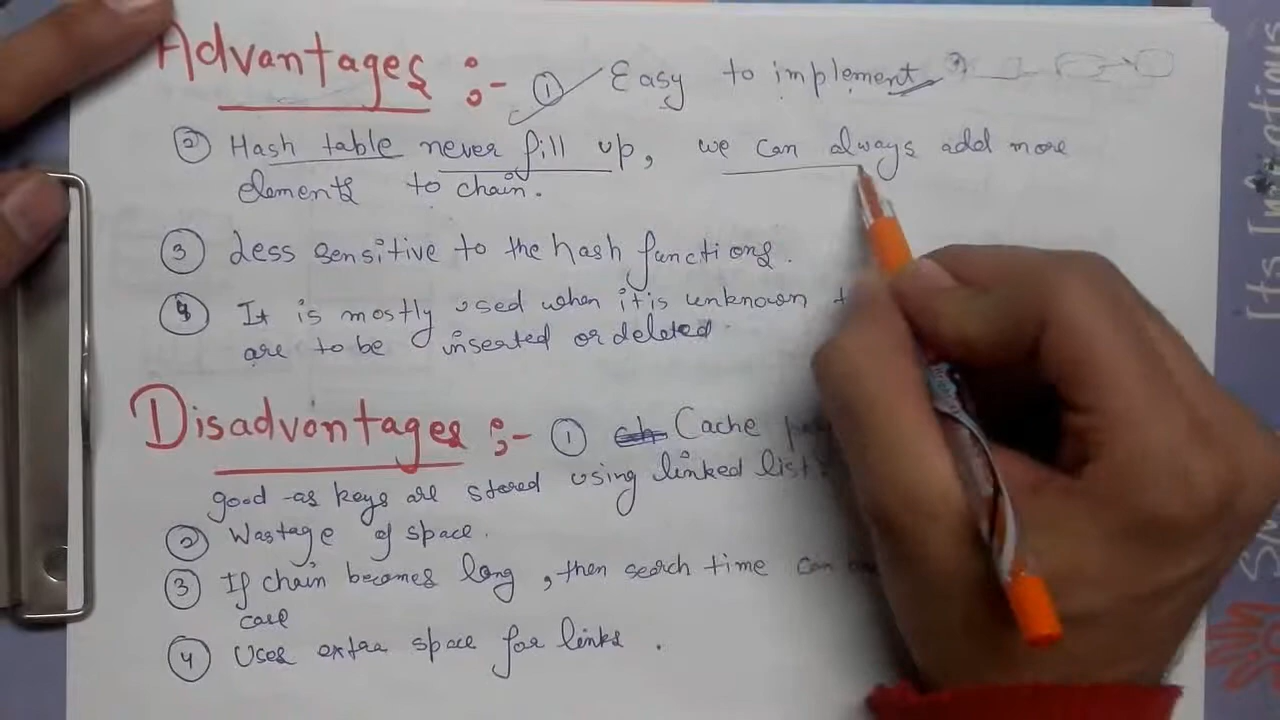 Advantages :- ① Easy to implement
② Hash table never fill up, we can always add more
elements to chain.
③ Less sensitive to the hash functions.
④ It is mostly used when it is unknown
are to be inserted or deleted.
Disadvantages :- ① Cache
good as keys are stored using linked list.
② Wastage of space.
③ If chain becomes long, then search time can
case
④ Uses extra space for links.